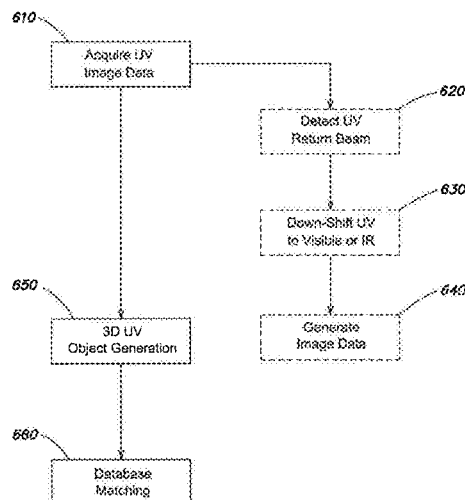 610
Acquire UV
Image Data
620
Detect UV
Return Beam
630
Down-Shift UV
to Visible or IR
640
Generate
Image Data
650
3D UV
Object Generation
660
Database
Matching